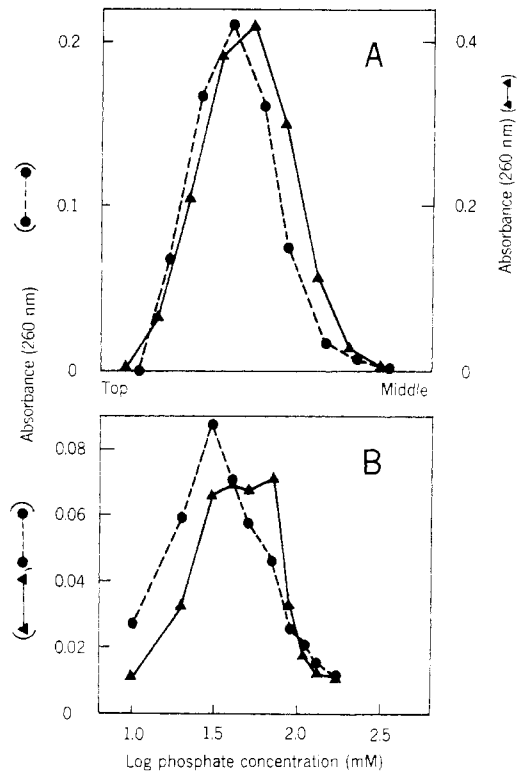 0.2
0.1
0
A
0.4
0.2
0
Top
Middle
Absorbance (260 nm) (▲—▲)
Absorbance (260 nm)
(●---●)
(▲—▲ ●---●)
B
0.08
0.06
0.04
0.02
0
1.0
1.5
2.0
2.5
Log phosphate concentration (mM)